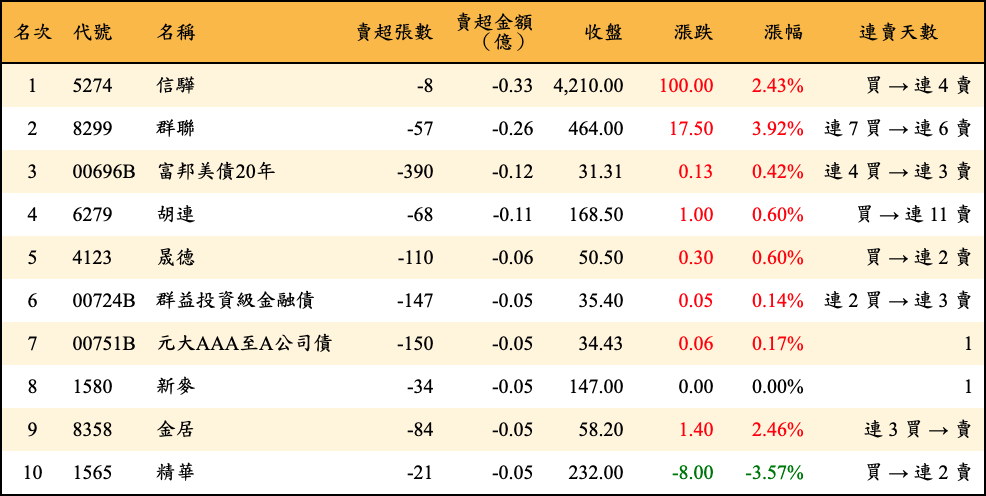 名次 代號 名稱 賣超張數 賣超金額（億） 收盤 漲跌 漲幅 連賣天數
1 5274 信驊 -8 -0.33 4,210.00 100.00 2.43% 買 → 連 4 賣
2 8299 群聯 -57 -0.26 464.00 17.50 3.92% 連 7 買 → 連 6 賣
3 00696B 富邦美債20年 -390 -0.12 31.31 0.13 0.42% 連 4 買 → 連 3 賣
4 6279 胡連 -68 -0.11 168.50 1.00 0.60% 買 → 連 11 賣
5 4123 晟德 -110 -0.06 50.50 0.30 0.60% 買 → 連 2 賣
6 00724B 群益投資級金融債 -147 -0.05 35.40 0.05 0.14% 連 2 買 → 連 3 賣
7 00751B 元大AAA至A公司債 -150 -0.05 34.43 0.06 0.17% 1
8 1580 新麥 -34 -0.05 147.00 0.00 0.00% 1
9 8358 金居 -84 -0.05 58.20 1.40 2.46% 連 3 買 → 賣
10 1565 精華 -21 -0.05 232.00 -8.00 -3.57% 買 → 連 2 賣